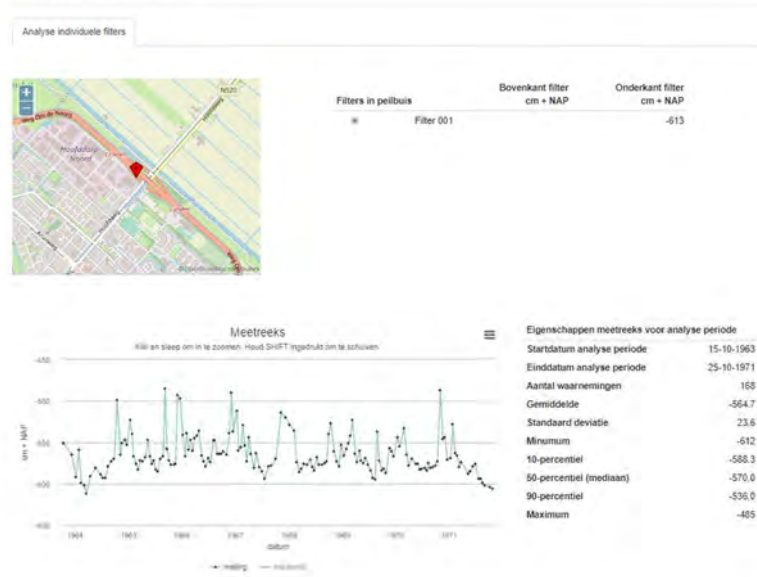 Analyse individuele filters
+
−
N520
Hoofddorp
Noord
Filters in peilbuis
Bovenkant filter
cm + NAP
Onderkant filter
cm + NAP
Filter 001
-613
Meetreeks
Klik en sleep om in te zoomen. Houd SHIFT ingedrukt om te schuiven
cm + NAP
-450
-500
-550
-600
-650
1964
1965
1966
1967
1968
1969
1970
1971
datum
meting
Eigenschappen meetreeks voor analyse periode
Startdatum analyse periode 15-10-1963
Einddatum analyse periode 25-10-1971
Aantal waarnemingen 168
Gemiddelde -564.7
Standaard deviatie 23.6
Minumum -612
10-percentiel -588.3
50-percentiel (mediaan) -570.0
90-percentiel -536.0
Maximum -485